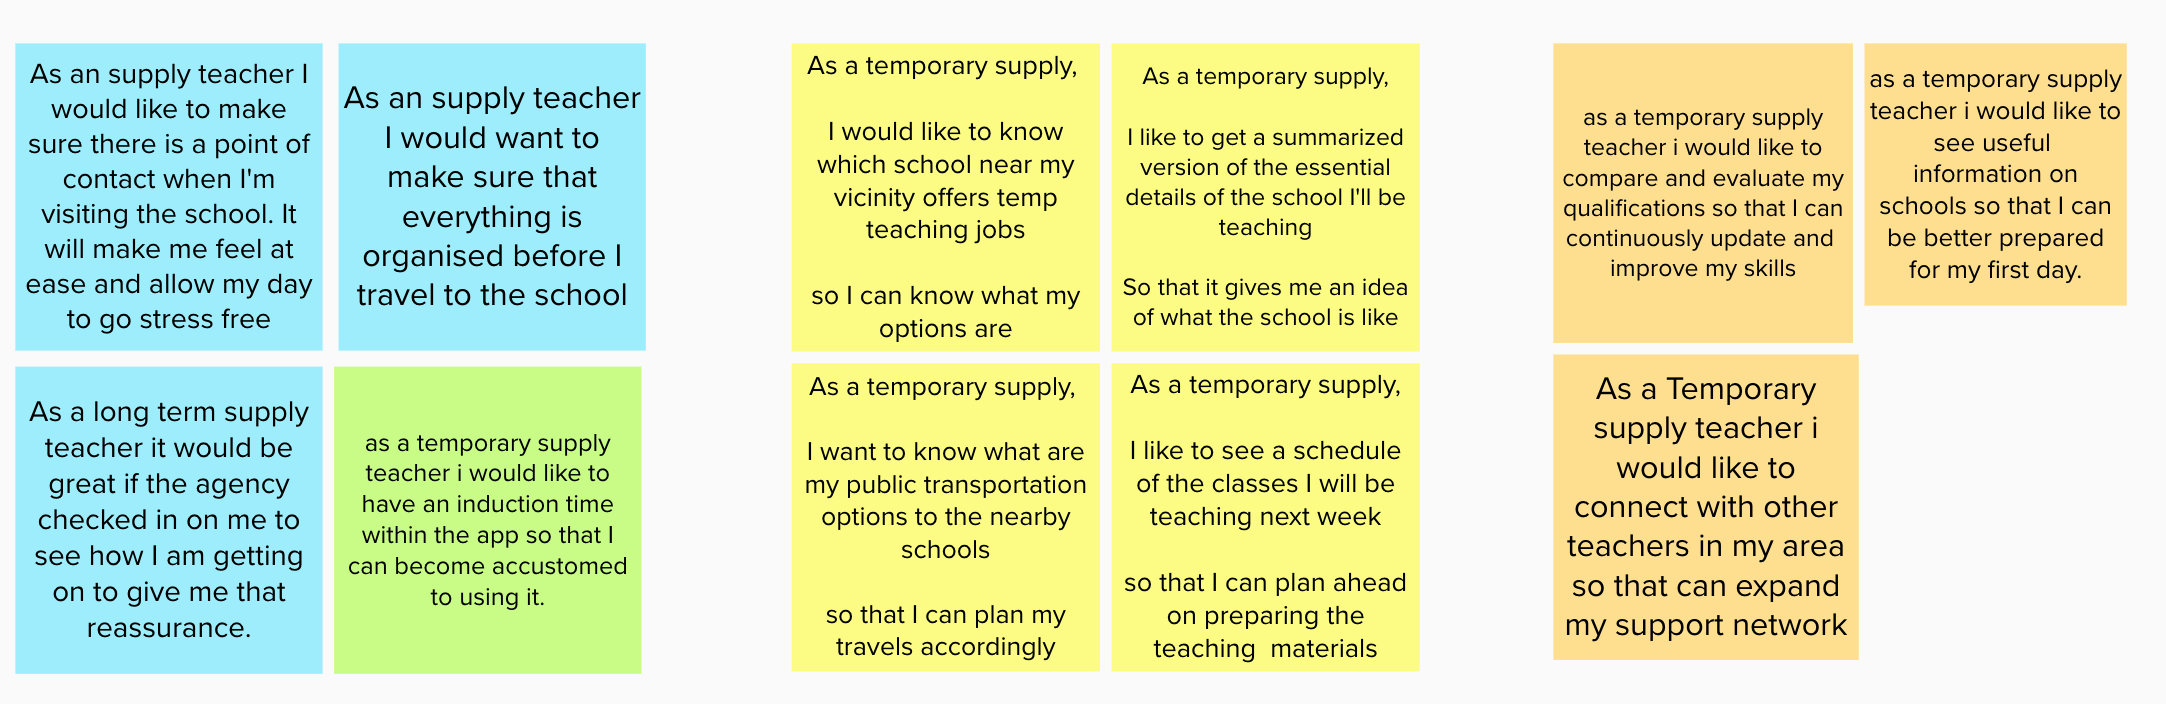 As an supply teacher I
would like to make
sure there is a point of
contact when I'm
visiting the school. It
will make me feel at
ease and allow my day
to go stress free
As an supply teacher
I would want to
make sure that
everything is
organised before I
travel to the school
As a long term supply
teacher it would be
great if the agency
checked in on me to
see how I am getting
on to give me that
reassurance.
as a temporary supply
teacher i would like to
have an induction time
within the app so that I
can become accustomed
to using it.
As a temporary supply,
I would like to know
which school near my
vicinity offers temp
teaching jobs
so I can know what my
options are
As a temporary supply,
I like to get a summarized
version of the essential
details of the school I'll be
teaching
So that it gives me an idea
of what the school is like
As a temporary supply,
I want to know what are
my public transportation
options to the nearby
schools
so that I can plan my
travels accordingly
As a temporary supply,
I like to see a schedule
of the classes I will be
teaching next week
so that I can plan ahead
on preparing the
teaching  materials
as a temporary supply
teacher i would like to
compare and evaluate my
qualifications so that I can
continuously update and
improve my skills
as a temporary supply
teacher i would like to
see useful
information on
schools so that I can
be better prepared
for my first day.
As a Temporary
supply teacher i
would like to
connect with other
teachers in my area
so that can expand
my support network